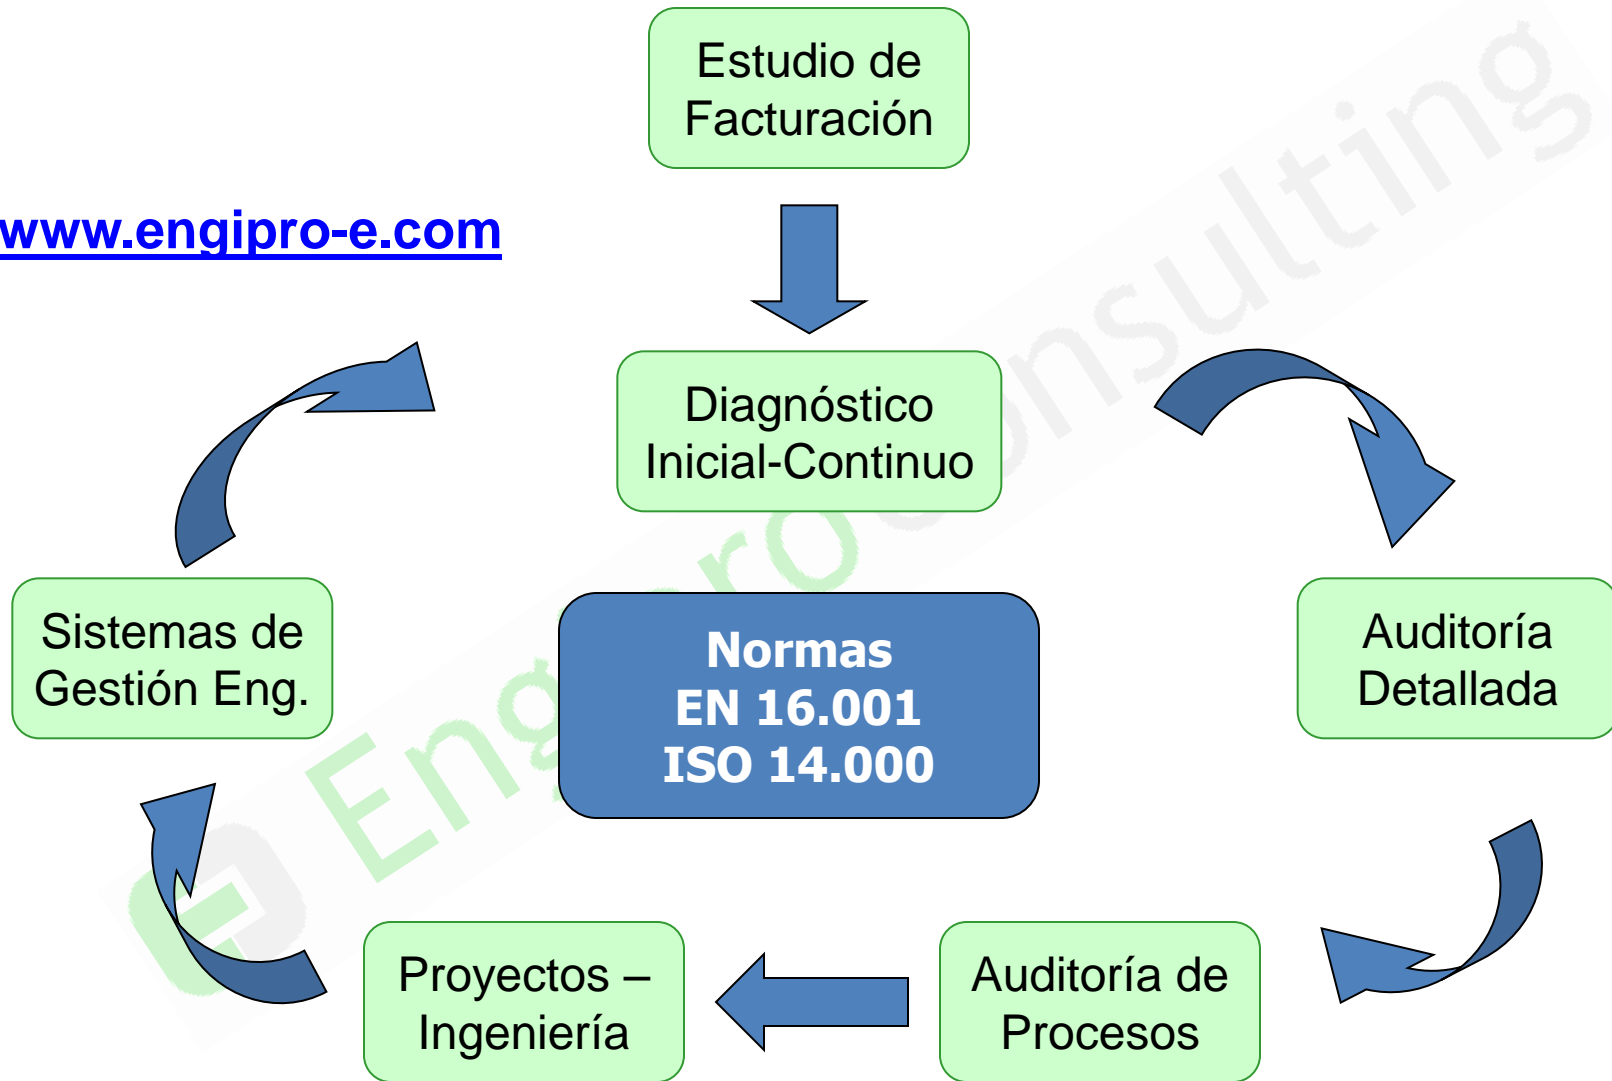 Estudio de
Facturación
www.engipro-e.com
Diagnóstico
Inicial-Continuo
Sistemas de
Gestión Eng.
Normas
EN 16.001
ISO 14.000
Auditoría
Detallada
Proyectos –
Ingeniería
Auditoría de
Procesos
Engipro consulting